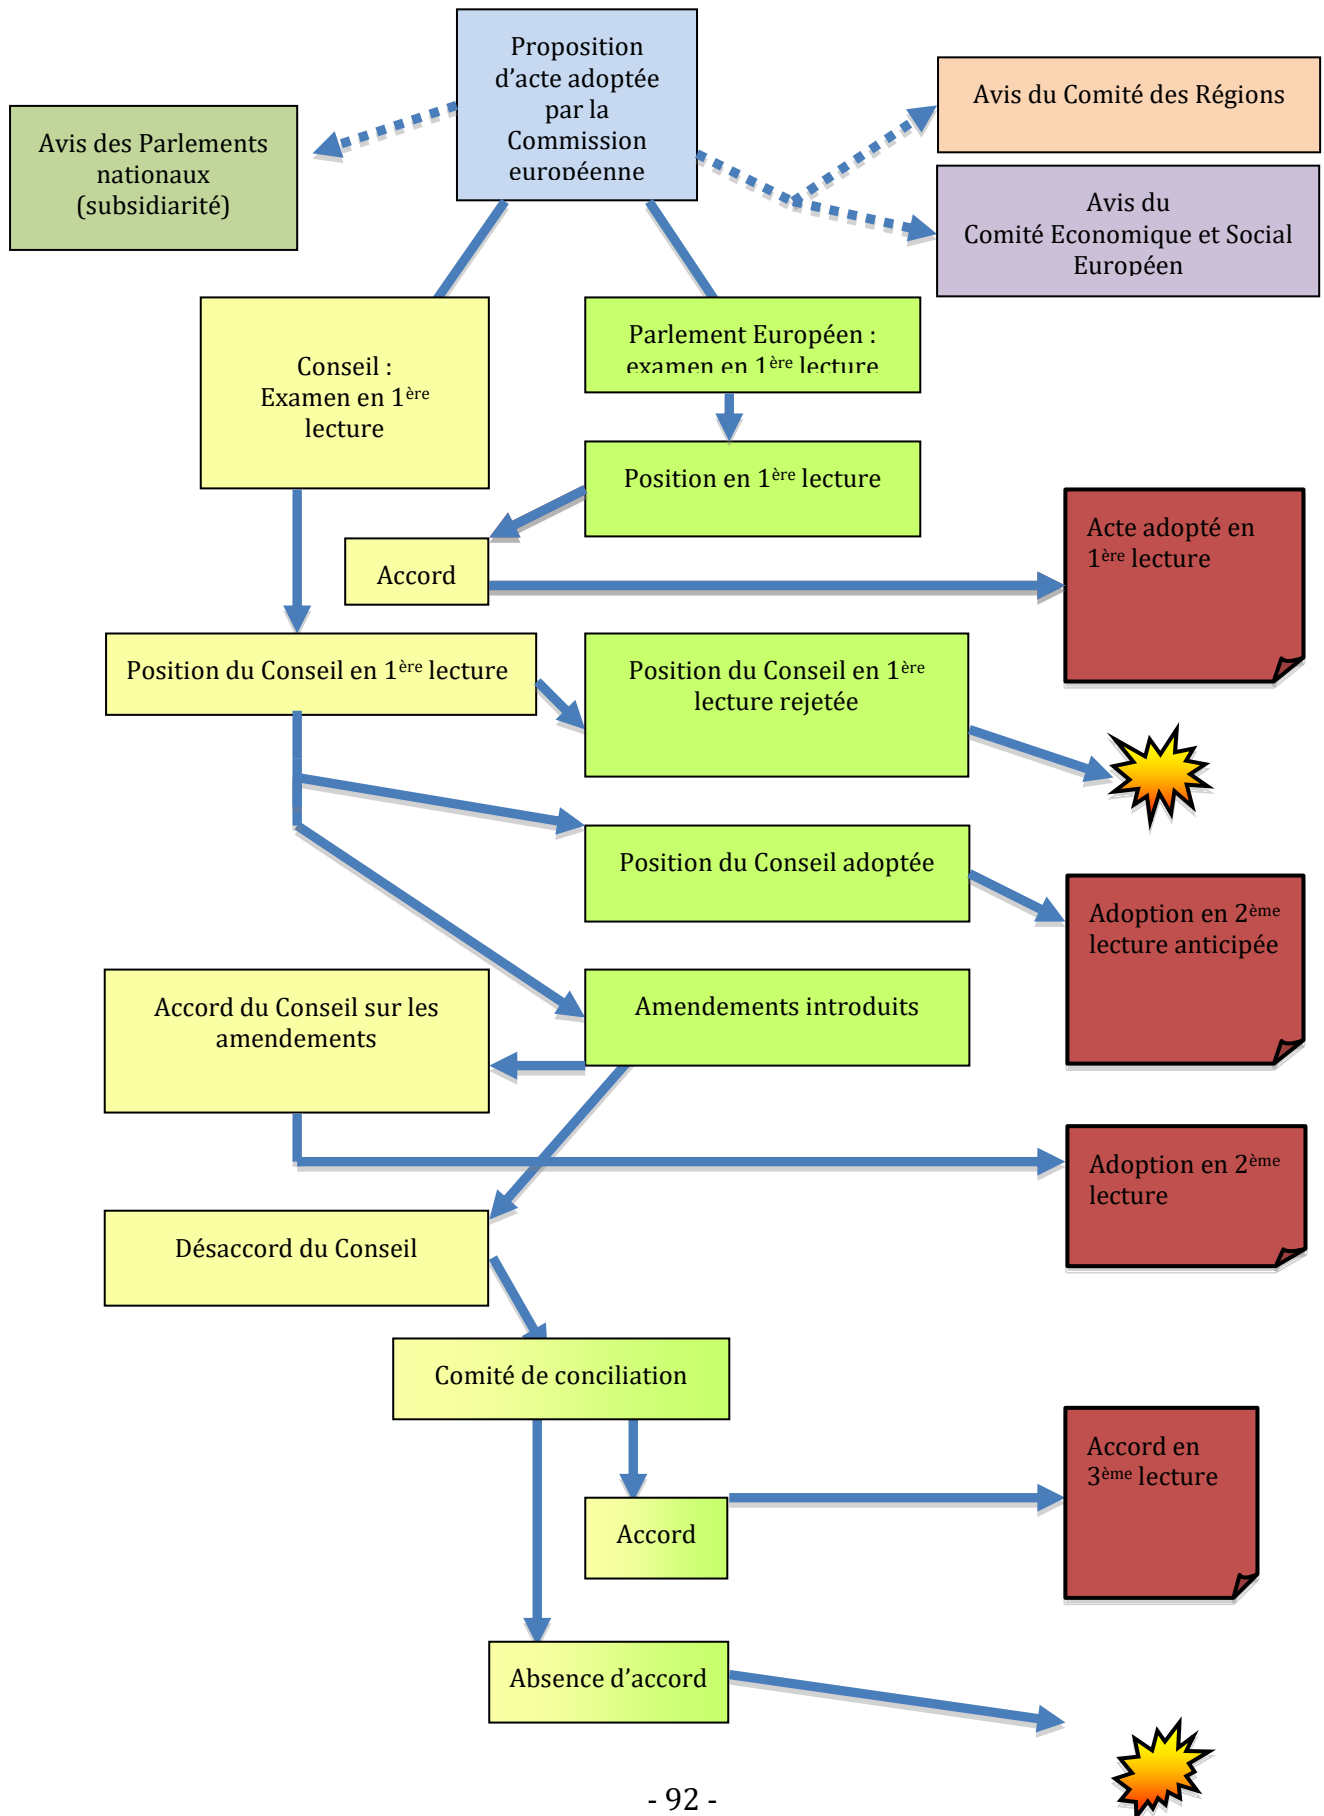 Proposition
d’acte adoptée
par la
Commission
européenne
Avis du Comité des Régions
Avis des Parlements
nationaux
(subsidiarité)
Avis du
Comité Economique et Social
Européen
Conseil :
Examen en 1ère
lecture
Parlement Européen :
examen en 1ère lecture
Position en 1ère lecture
Accord
Acte adopté en
1ère lecture
Position du Conseil en 1ère lecture
Position du Conseil en 1ère
lecture rejetée
Position du Conseil adoptée
Adoption en 2ème
lecture anticipée
Accord du Conseil sur les
amendements
Amendements introduits
Adoption en 2ème
lecture
Désaccord du Conseil
Comité de conciliation
Accord en
3ème lecture
Accord
Absence d’accord
- 92 -